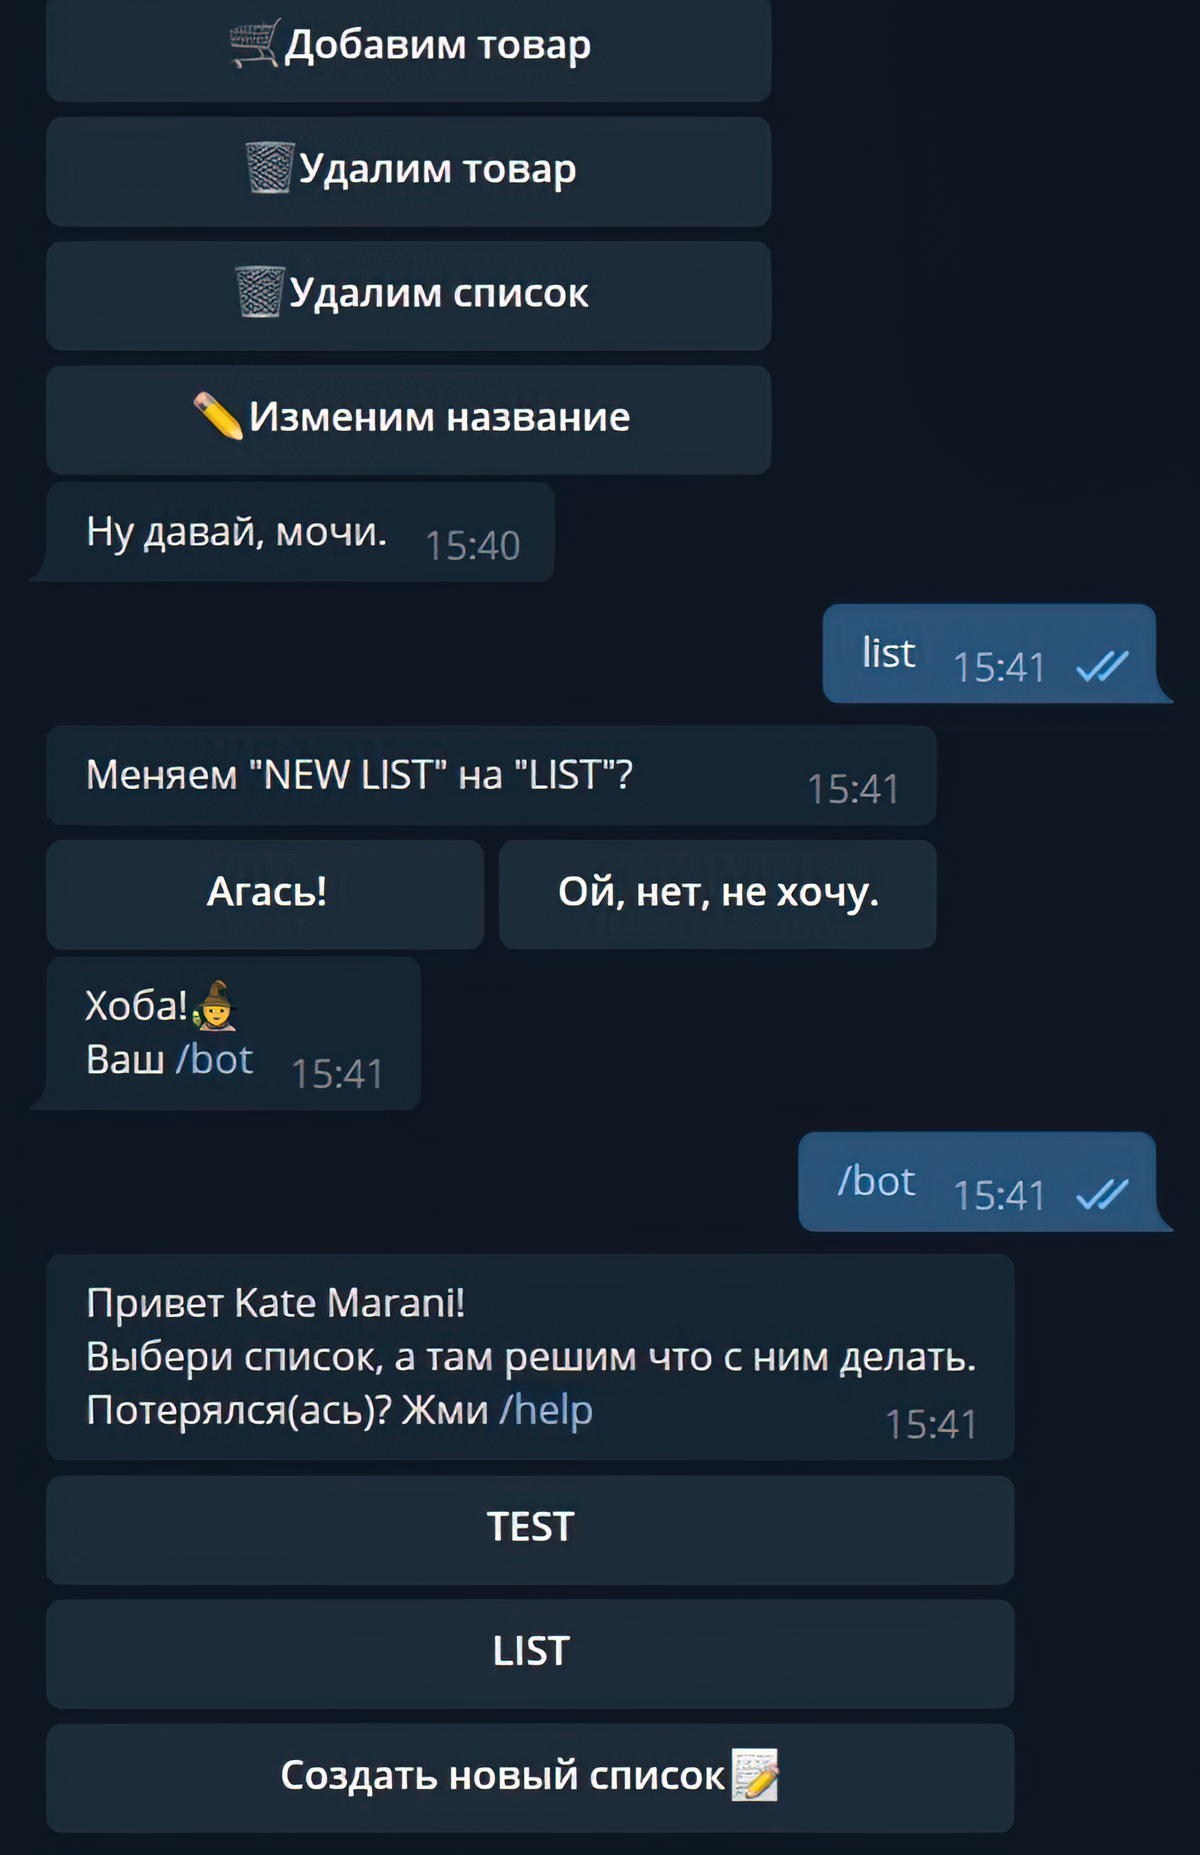 Добавим товар
Удалим товар
Удалим список
Изменим название
Ну давай, мочи. 15:40
list 15:41
Меняем "NEW LIST" на "LIST"? 15:41
Агась! Ой, нет, не хочу.
Хоба!
Ваш /bot 15:41
/bot 15:41
Привет Kate Marani!
Выбери список, а там решим что с ним делать.
Потерялся(ась)? Жми /help 15:41
TEST
LIST
Создать новый список